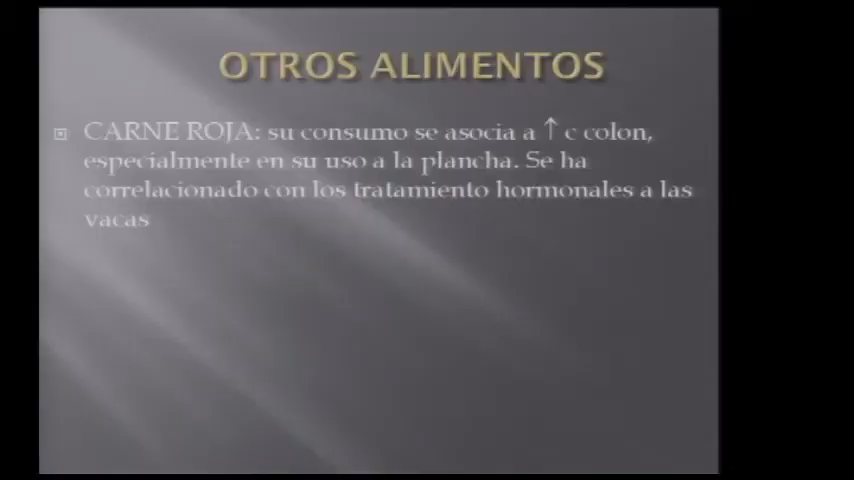 OTROS ALIMENTOS
CARNE ROJA: su consumo se asocia a ↑ c colon,
especialmente en su uso a la plancha. Se ha
correlacionado con los tratamiento hormonales a las
vacas